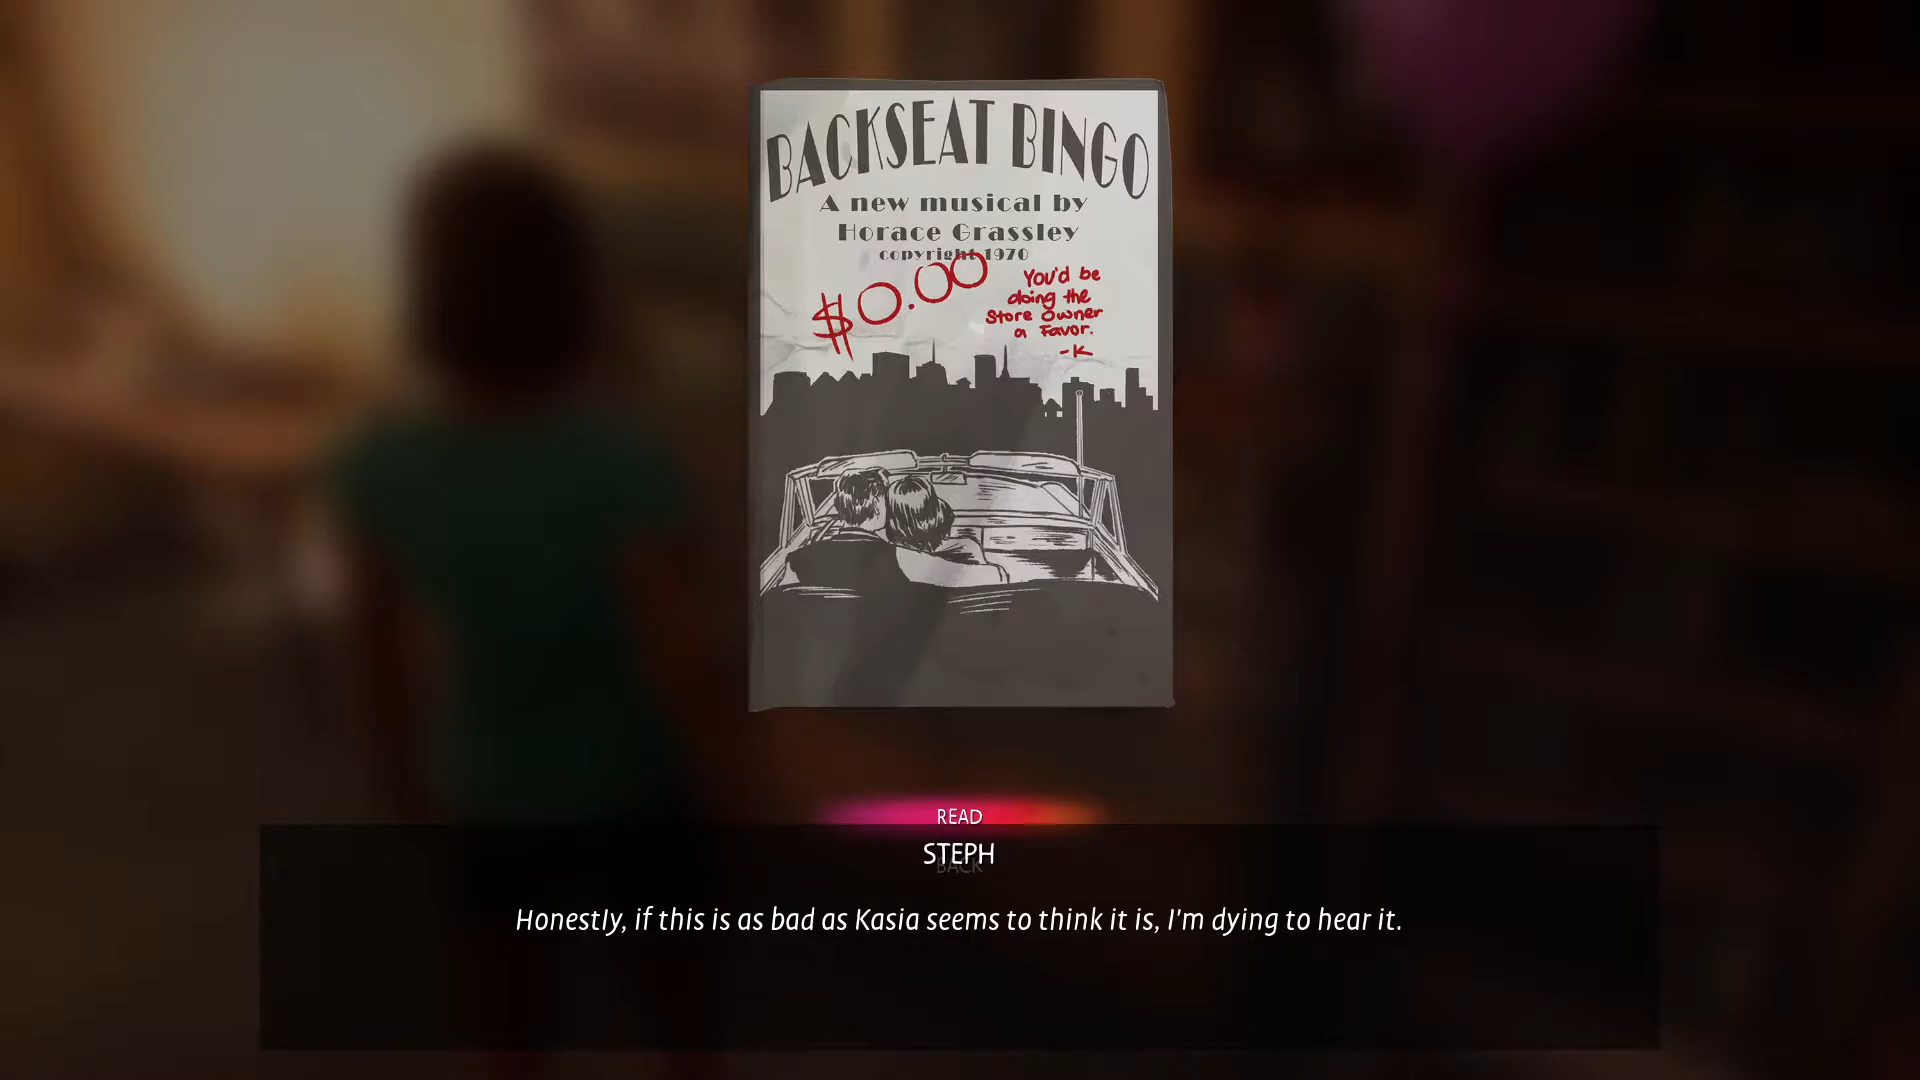 BACKSEAT BINGO
A new musical by
Horace Grassley
copyright 1970
$0.00
You'd be
doing the
Store Owner
a Favor.
-K
READ
STEPH
BACK
Honestly, if this is as bad as Kasia seems to think it is, I'm dying to hear it.